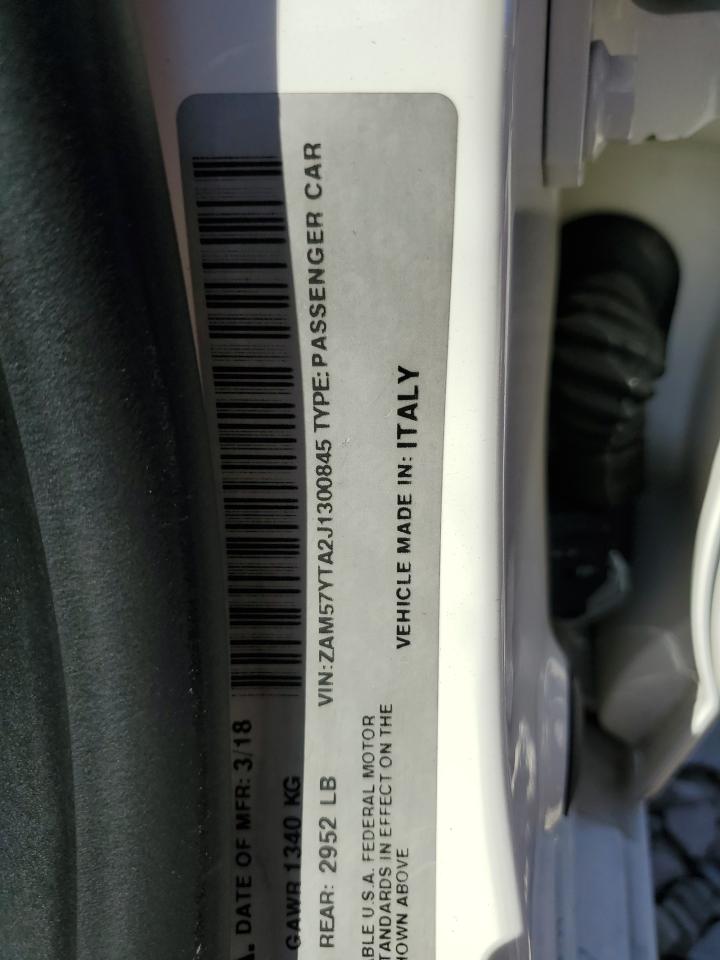 A. DATE OF MFR: 3/18
GAWR 1340 KG
REAR: 2952 LB
VIN:ZAM57YTA2J1300845 TYPE:PASSENGER CAR
ABLE U.S.A. FEDERAL MOTOR
TANDARDS IN EFFECT ON THE
HOWN ABOVE
VEHICLE MADE IN: ITALY